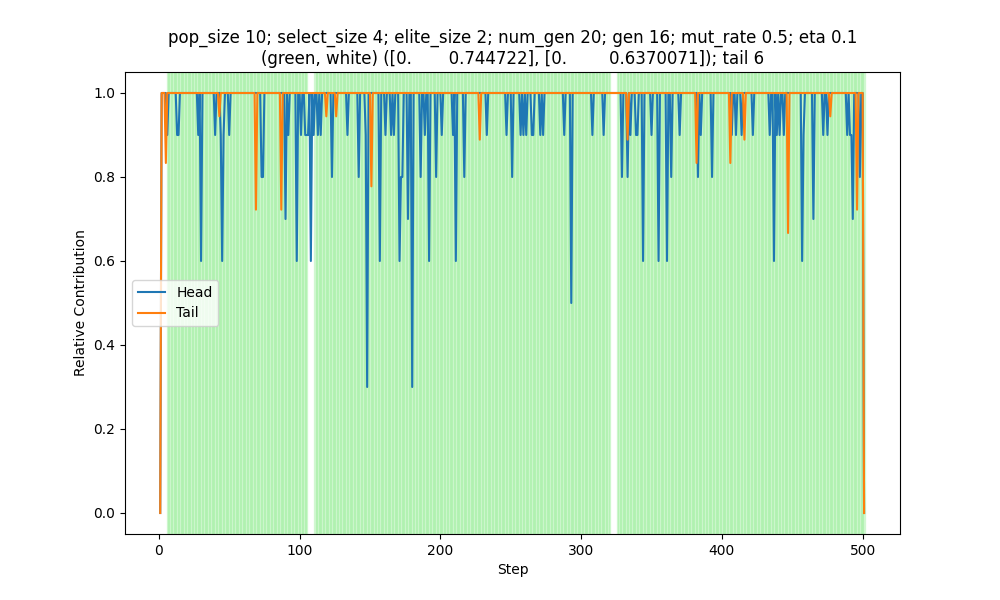 pop_size 10; select_size 4; elite_size 2; num_gen 20; gen 16; mut_rate 0.5; eta 0.1
(green, white) ([0. 0.744722], [0. 0.6370071]); tail 6
1.0
0.8
0.6
0.4
0.2
0.0
Relative Contribution
Head
Tail
0 100 200 300 400 500
Step